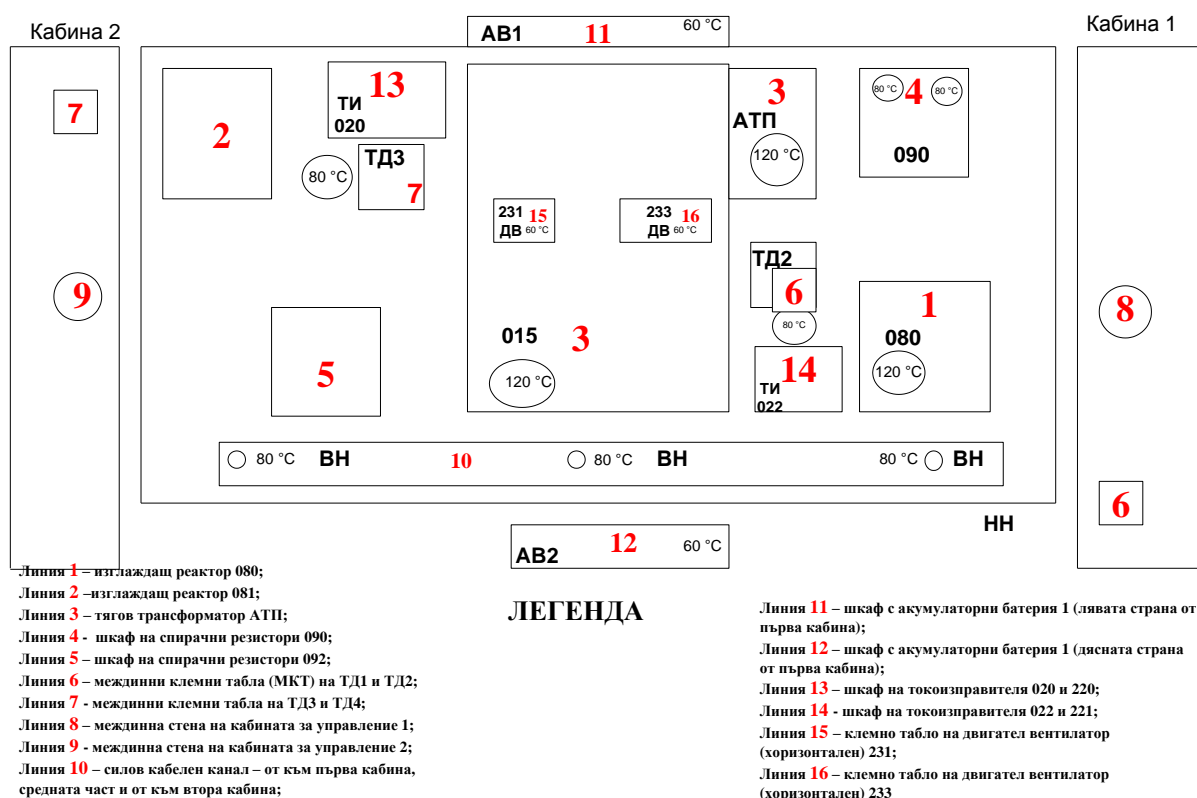 Кабина 2
АВ1 11 60 °C
Кабина 1
7
2
13
ТИ
020
80 °C
ТД3
7
3
АТП
120 °C
80 °C 4 80 °C
090
231 15
ДВ 60 °C
233 16
ДВ 60 °C
9
ТД2
6
80 °C
1
080
120 °C
8
5
015 3
120 °C
14
ТИ
022
80 °C ВН 10 80 °C ВН 80 °C ВН
6
НН
АВ2 12 60 °C
ЛЕГЕНДА
Линия 1 – изглаждащ реактор 080;
Линия 2 –изглаждащ реактор 081;
Линия 3 – тягов трансформатор АТП;
Линия 4 - шкаф на спирачни резистори 090;
Линия 5 – шкаф на спирачни резистори 092;
Линия 6 – междинни клемни табла (МКТ) на ТД1 и ТД2;
Линия 7 - междинни клемни табла на ТД3 и ТД4;
Линия 8 – междинна стена на кабината за управление 1;
Линия 9 - междинна стена на кабината за управление 2;
Линия 10 – силов кабелен канал – от към първа кабина,
средната част и от към втора кабина;
Линия 11 – шкаф с акумулаторни батерия 1 (лявата страна от
първа кабина);
Линия 12 – шкаф с акумулаторни батерия 1 (дясната страна
от първа кабина);
Линия 13 – шкаф на токоизправителя 020 и 220;
Линия 14 - шкаф на токоизправителя 022 и 221;
Линия 15 – клемно табло на двигател вентилатор
(хоризонтален) 231;
Линия 16 – клемно табло на двигател вентилатор
(хоризонтален) 233